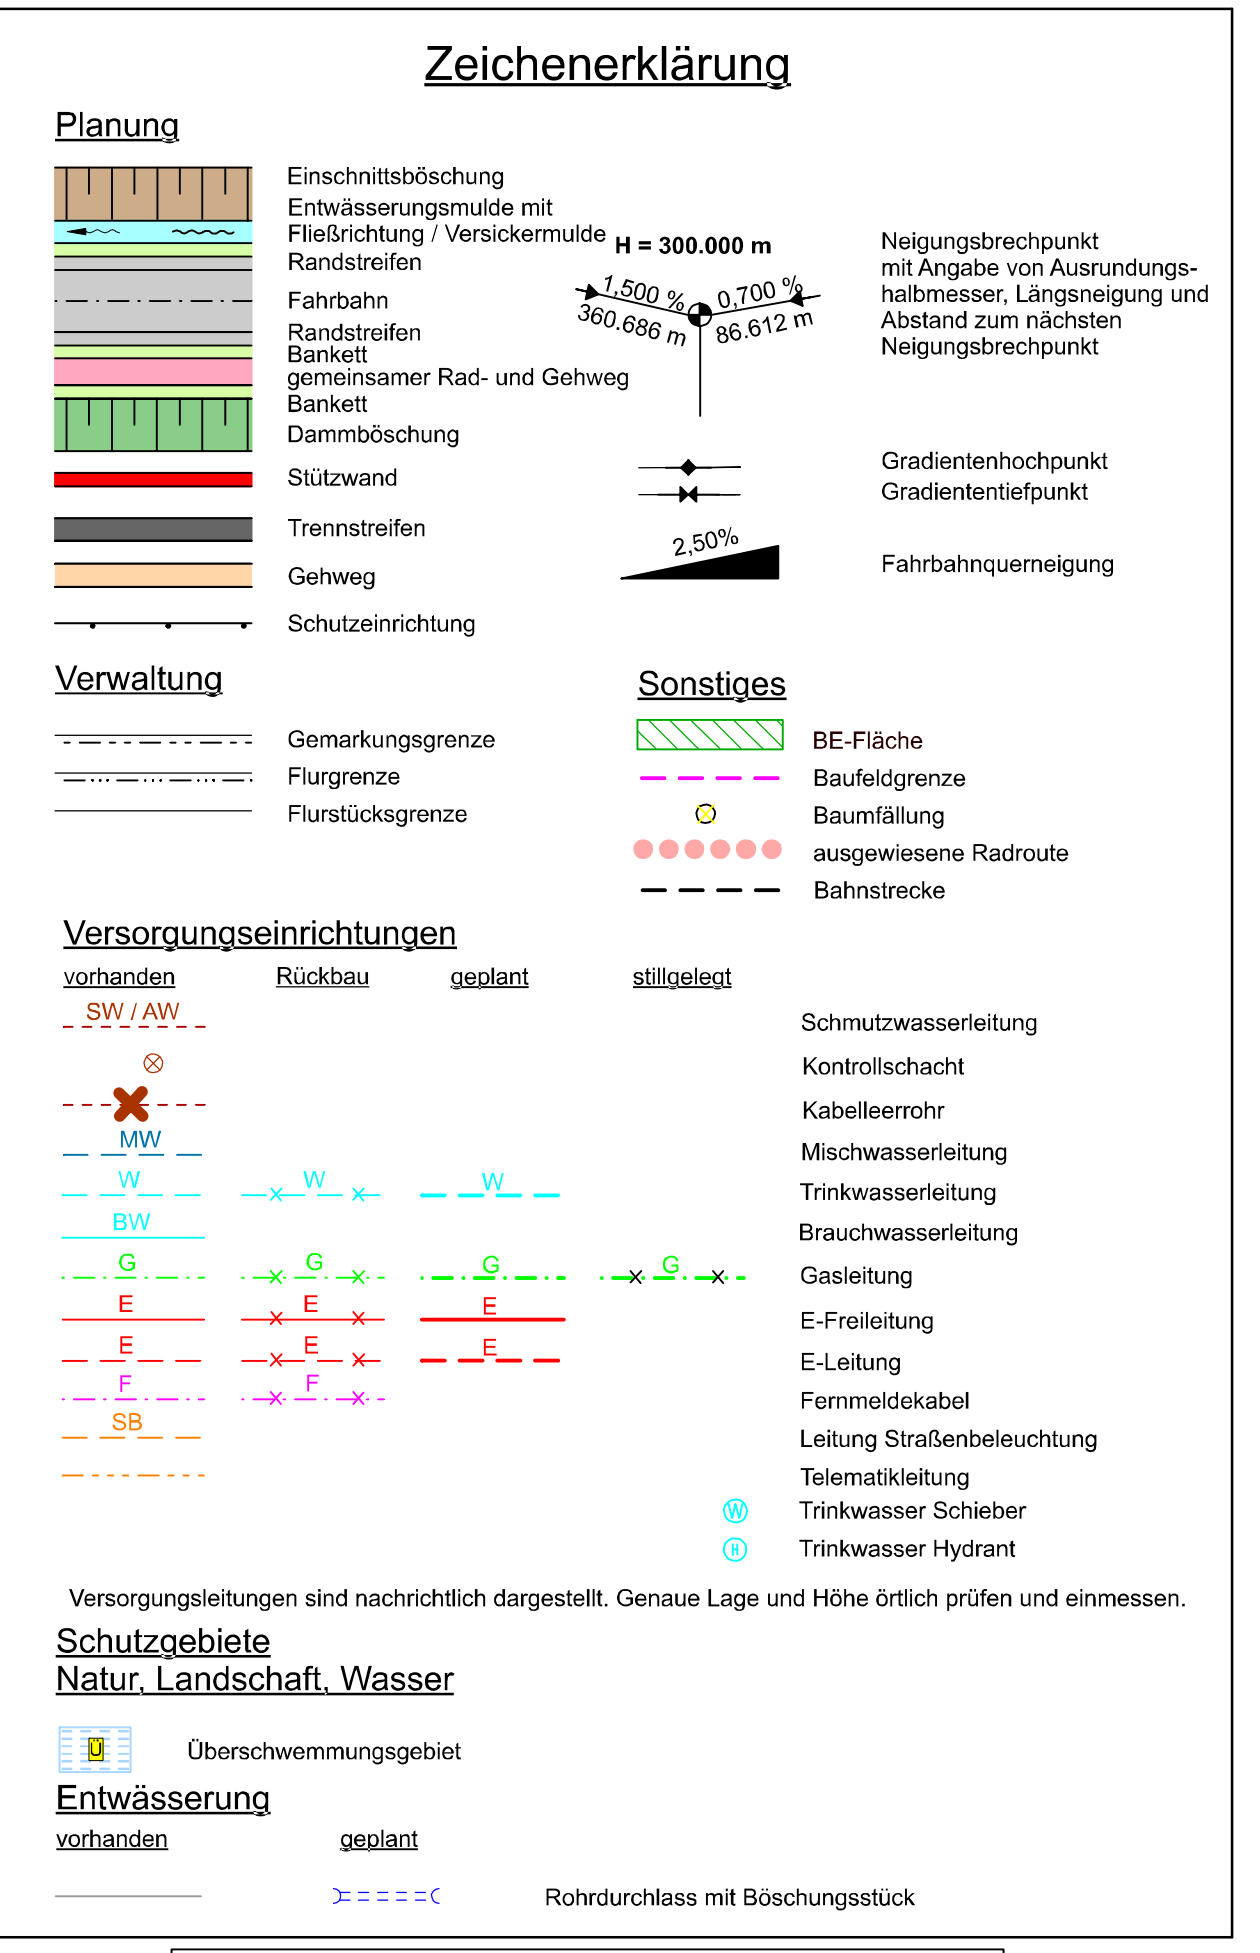 Zeichenerklärung
Planung
Einschnittsböschung
Entwässerungsmulde mit
Fließrichtung / Versickermulde
Randstreifen
Fahrbahn
Randstreifen
Bankett
gemeinsamer Rad- und Gehweg
Bankett
Dammböschung
Stützwand
Trennstreifen
Gehweg
Schutzeinrichtung
H = 300.000 m
1,500 % 0,700 %
360.686 m 86.612 m
Neigungsbrechpunkt
mit Angabe von Ausrundungs-
halbmesser, Längsneigung und
Abstand zum nächsten
Neigungsbrechpunkt
Gradientenhochpunkt
Gradiententiefpunkt
2,50%
Fahrbahnquerneigung
Verwaltung
Gemarkungsgrenze
Flurgrenze
Flurstücksgrenze
Sonstiges
BE-Fläche
Baufeldgrenze
Baumfällung
ausgewiesene Radroute
Bahnstrecke
Versorgungseinrichtungen
vorhanden Rückbau geplant stillgelegt
SW / AW Schmutzwasserleitung
Kontrollschacht
Kabelleerrohr
MW Mischwasserleitung
W W W Trinkwasserleitung
BW Brauchwasserleitung
G G G G Gasleitung
E E E E-Freileitung
E E E E-Leitung
F F Fernmeldekabel
SB Leitung Straßenbeleuchtung
Telematikleitung
W Trinkwasser Schieber
H Trinkwasser Hydrant
Versorgungsleitungen sind nachrichtlich dargestellt. Genaue Lage und Höhe örtlich prüfen und einmessen.
Schutzgebiete
Natur, Landschaft, Wasser
Ü Überschwemmungsgebiet
Entwässerung
vorhanden geplant
Rohrdurchlass mit Böschungsstück